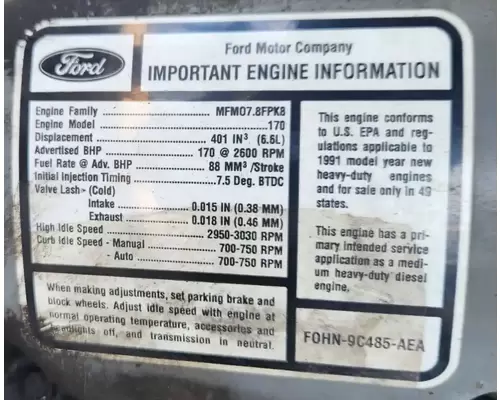 Ford
Ford Motor Company
IMPORTANT ENGINE INFORMATION
Engine Family MFM07.8FPK8
Engine Model 170
Displacement 401 IN³ (6.6L)
Advertised BHP 170 @ 2600 RPM
Fuel Rate @ Adv. BHP 88 MM³/Stroke
Initial Injection Timing 7.5 Deg. BTDC
Valve Lash - (Cold)
Intake 0.015 IN (0.38 MM)
Exhaust 0.018 IN (0.46 MM)
High Idle Speed 2950-3030 RPM
Curb Idle Speed - Manual 700-750 RPM
- Auto 700-750 RPM
When making adjustments, set parking brake and
block wheels. Adjust idle speed with engine at
normal operating temperature, accessories and
headlights off, and transmission in neutral.
This engine conforms
to U.S. EPA and reg-
ulations applicable to
1991 model year new
heavy-duty engines
and for sale only in 49
states.
This engine has a pri-
mary intended service
application as a medi-
um heavy-duty diesel
engine.
FOHN-9C485-AEA